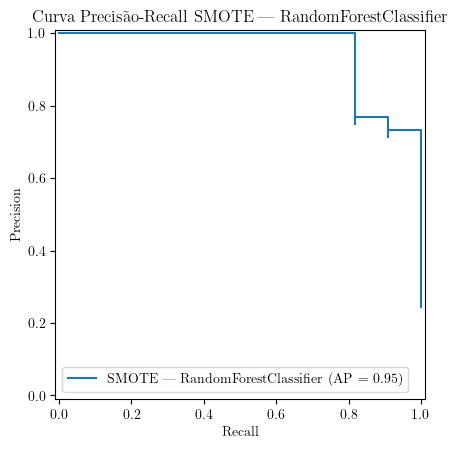 Curva Precisão-Recall SMOTE — RandomForestClassifier
1.0
0.8
0.6
0.4
0.2
0.0
Precision
SMOTE — RandomForestClassifier (AP = 0.95)
0.0 0.2 0.4 0.6 0.8 1.0
Recall